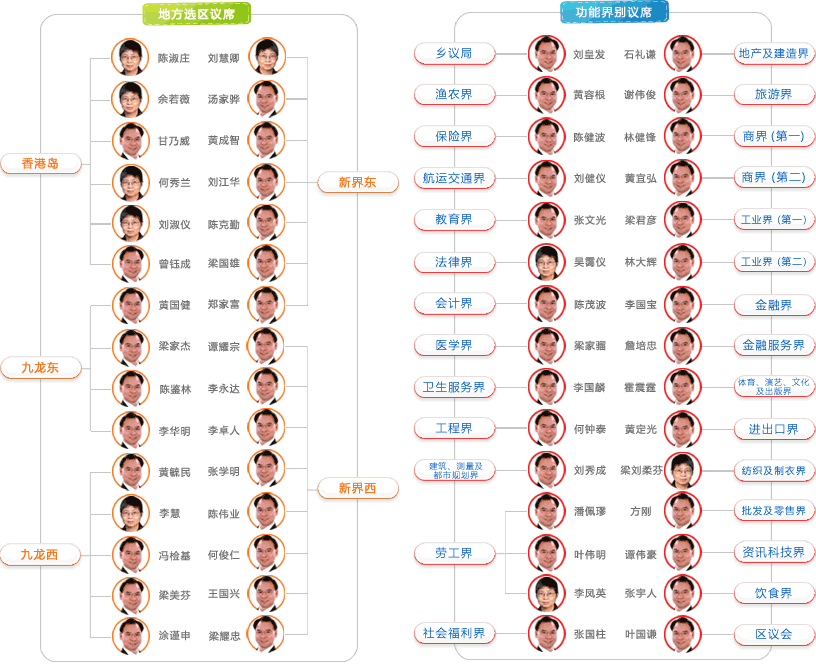 地方选区议席
香港岛
陈淑庄
余若薇
甘乃威
何秀兰
刘淑仪
曾钰成
九龙东
黄国健
梁家杰
陈鉴林
李华明
九龙西
黄毓民
李慧
冯检基
梁美芬
涂谨申
刘慧卿
汤家骅
黄成智
刘江华
陈克勤
梁国雄
郑家富
新界东
谭耀宗
李永达
李卓人
张学明
陈伟业
何俊仁
王国兴
梁耀忠
新界西
功能界别议席
乡议局
刘皇发
渔农界
黄容根
保险界
陈健波
航运交通界
刘健仪
教育界
张文光
法律界
吴霭仪
会计界
陈茂波
医学界
梁家骝
卫生服务界
李国麟
工程界
何钟泰
建筑、测量及
都市规划界
刘秀成
劳工界
潘佩璆
叶伟明
李凤英
社会福利界
张国柱
石礼谦
地产及建造界
谢伟俊
旅游界
林健锋
商界 (第一)
黄宜弘
商界 (第二)
梁君彦
工业界 (第一)
林大辉
工业界 (第二)
李国宝
金融界
詹培忠
金融服务界
霍震霆
体育、演艺、文化
及出版界
黄定光
进出口界
梁刘柔芬
纺织及制衣界
方刚
批发及零售界
谭伟豪
资讯科技界
张宇人
饮食界
叶国谦
区议会